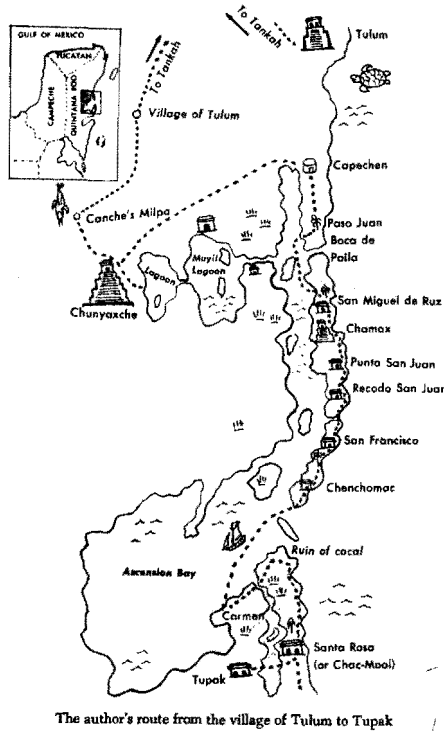 To Tankah
Tulum
GULF OF MEXICO
YUCATAN
CAMPECHE
QUINTANA ROO
To Tankah
Village of Tulum
Capechen
Canche's Milpa
Paso Juan
Boca de
Paila
Lagoon
Muyil
Lagoon
Chunyaxche
San Miguel de Ruz
Chamax
Punta San Juan
Recodo San Juan
San Francisco
Chenchomac
Ruin of cocal
Ascension Bay
Carmen
Santa Rosa
(or Chac-Mool)
Tupak
The author's route from the village of Tulum to Tupak